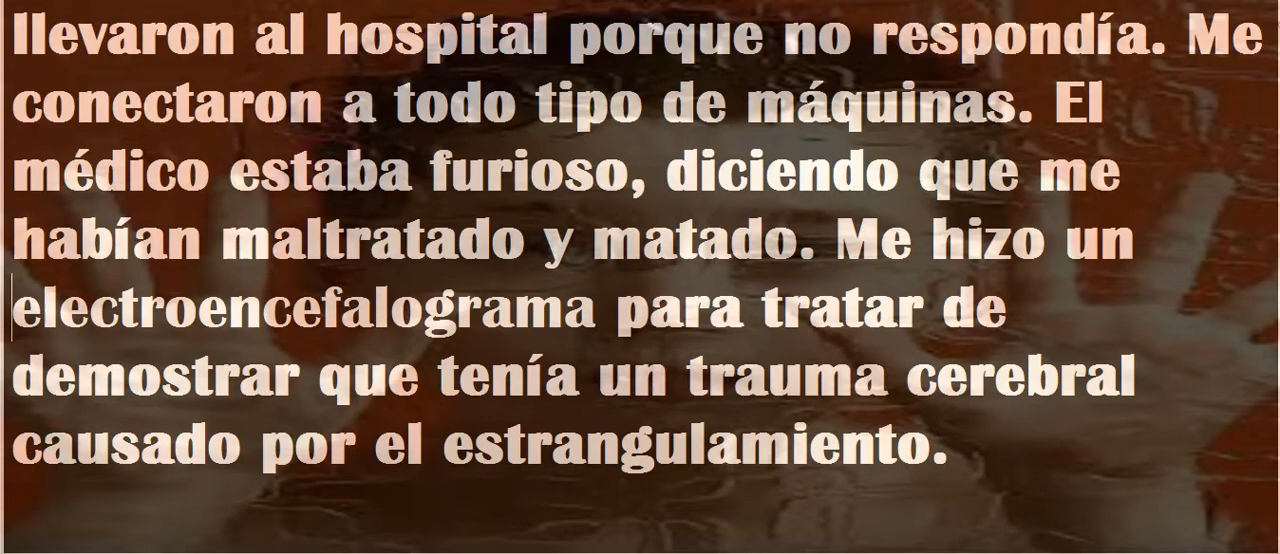 llevaron al hospital porque no respondía. Me
conectaron a todo tipo de máquinas. El
médico estaba furioso, diciendo que me
habían maltratado y matado. Me hizo un
electroencefalograma para tratar de
demostrar que tenía un trauma cerebral
causado por el estrangulamiento.